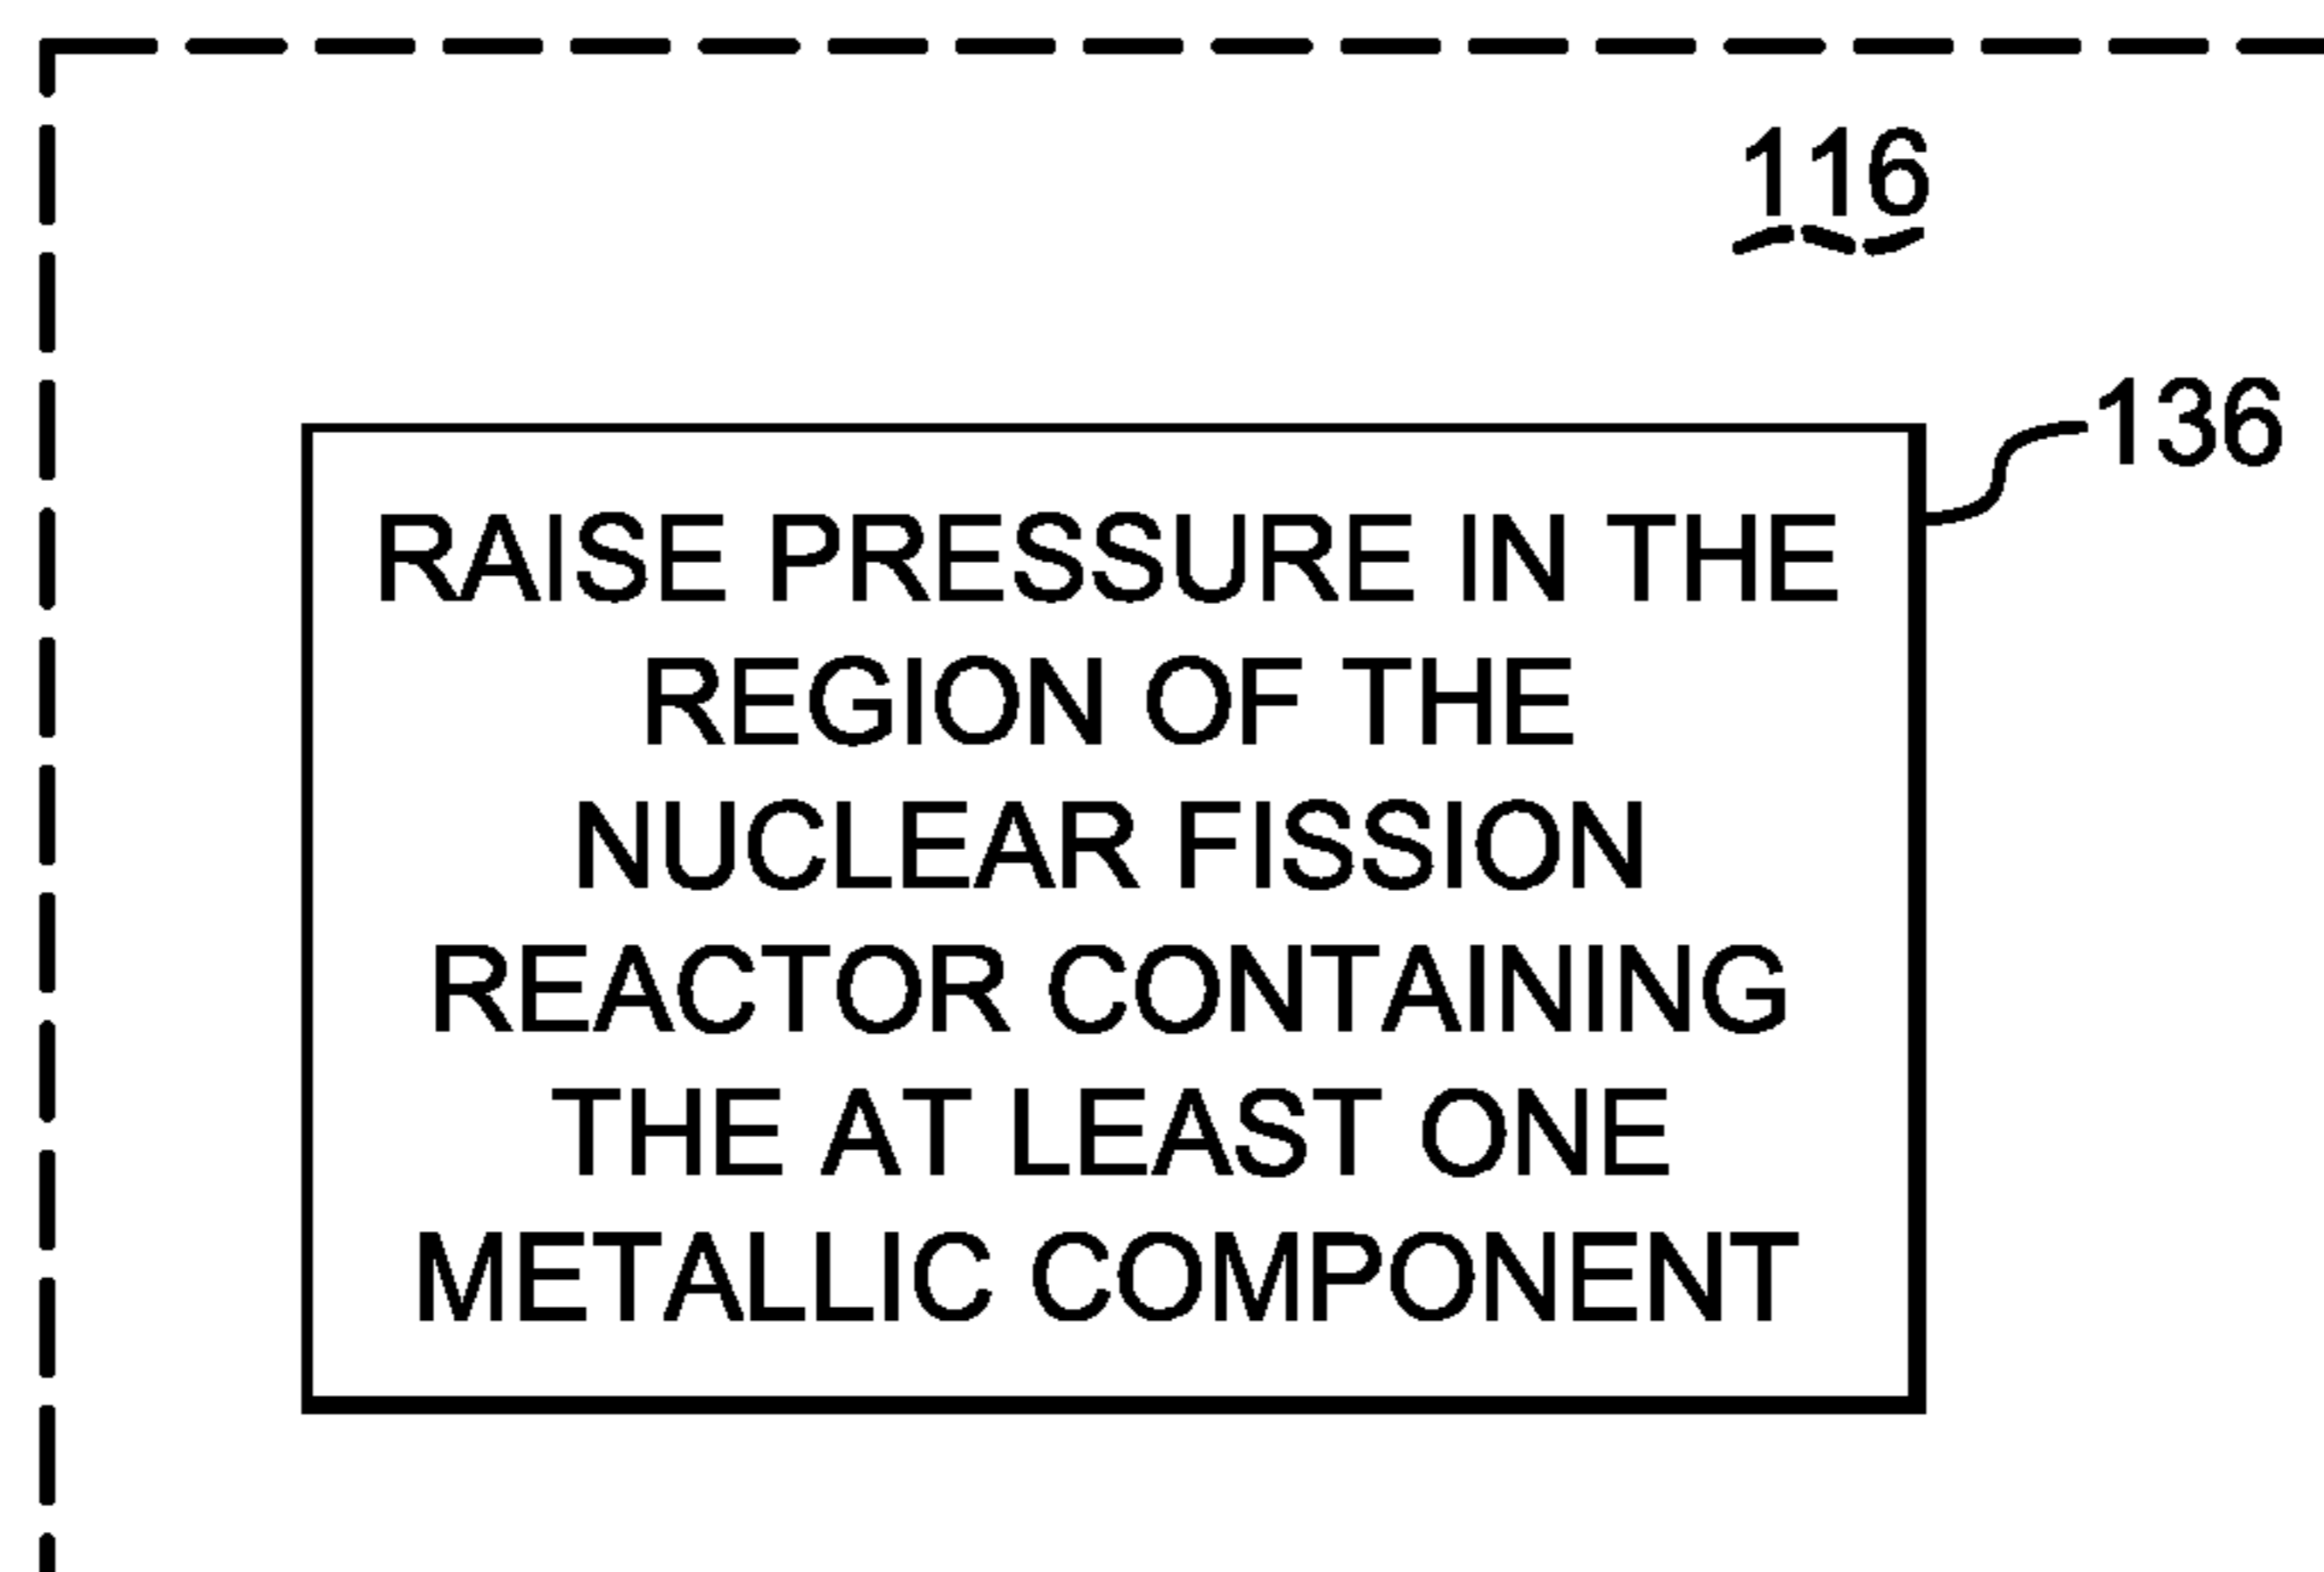 116
136
RAISE PRESSURE IN THE
REGION OF THE
NUCLEAR FISSION
REACTOR CONTAINING
THE AT LEAST ONE
METALLIC COMPONENT